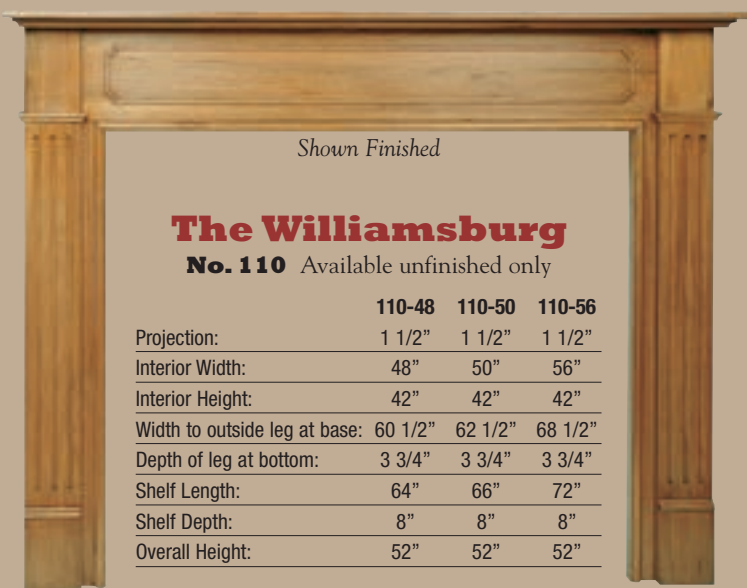 Shown Finished
The Williamsburg
No. 110 Available unfinished only
110-48 110-50 110-56
Projection: 1 1/2” 1 1/2” 1 1/2”
Interior Width: 48” 50” 56”
Interior Height: 42” 42” 42”
Width to outside leg at base: 60 1/2” 62 1/2” 68 1/2”
Depth of leg at bottom: 3 3/4” 3 3/4” 3 3/4”
Shelf Length: 64” 66” 72”
Shelf Depth: 8” 8” 8”
Overall Height: 52” 52” 52”